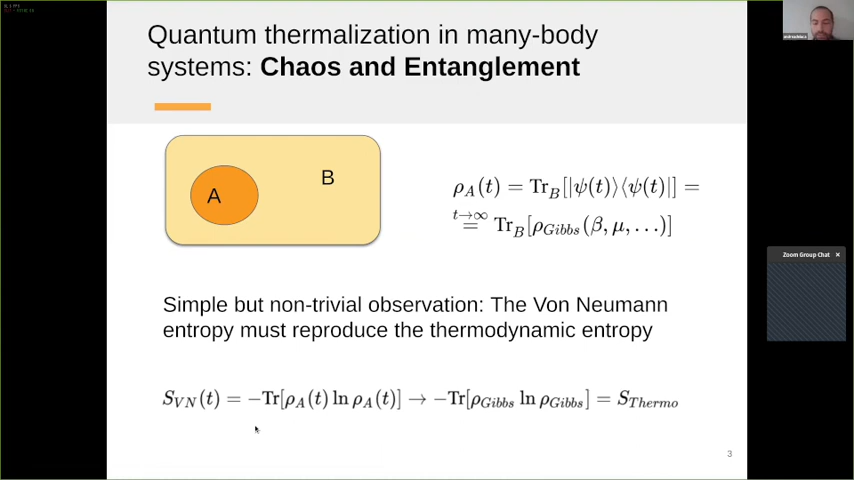 Quantum thermalization in many-body
systems: Chaos and Entanglement
A
B
ρ_A(t) = Tr_B[|ψ(t)⟩⟨ψ(t)|] =
t→∞
= Tr_B[ρ_Gibbs(β, μ, …)]
Simple but non-trivial observation: The Von Neumann
entropy must reproduce the thermodynamic entropy
S_VN(t) = −Tr[ρ_A(t) ln ρ_A(t)] → −Tr[ρ_Gibbs ln ρ_Gibbs] = S_Thermo
3
Zoom Group Chat